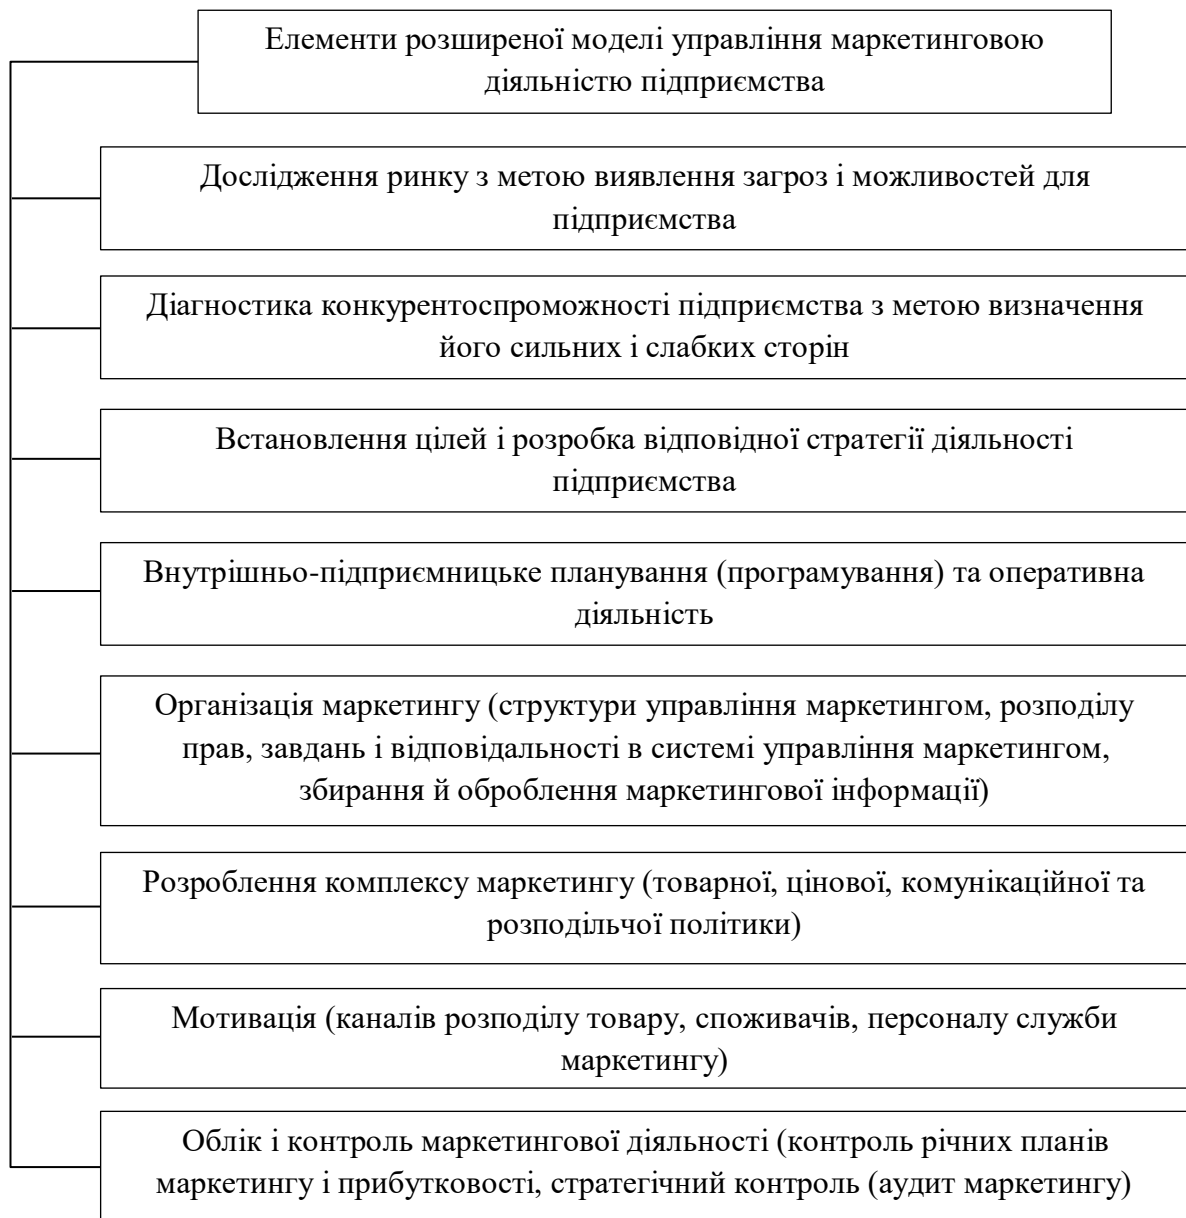 Елементи розширеної моделі управління маркетинговою
діяльністю підприємства
Дослідження ринку з метою виявлення загроз і можливостей для
підприємства
Діагностика конкурентоспроможності підприємства з метою визначення
його сильних і слабких сторін
Встановлення цілей і розробка відповідної стратегії діяльності
підприємства
Внутрішньо-підприємницьке планування (програмування) та оперативна
діяльність
Організація маркетингу (структури управління маркетингом, розподілу
прав, завдань і відповідальності в системі управління маркетингом,
збирання й оброблення маркетингової інформації)
Розроблення комплексу маркетингу (товарної, цінової, комунікаційної та
розподільчої політики)
Мотивація (каналів розподілу товару, споживачів, персоналу служби
маркетингу)
Облік і контроль маркетингової діяльності (контроль річних планів
маркетингу і прибутковості, стратегічний контроль (аудит маркетингу)